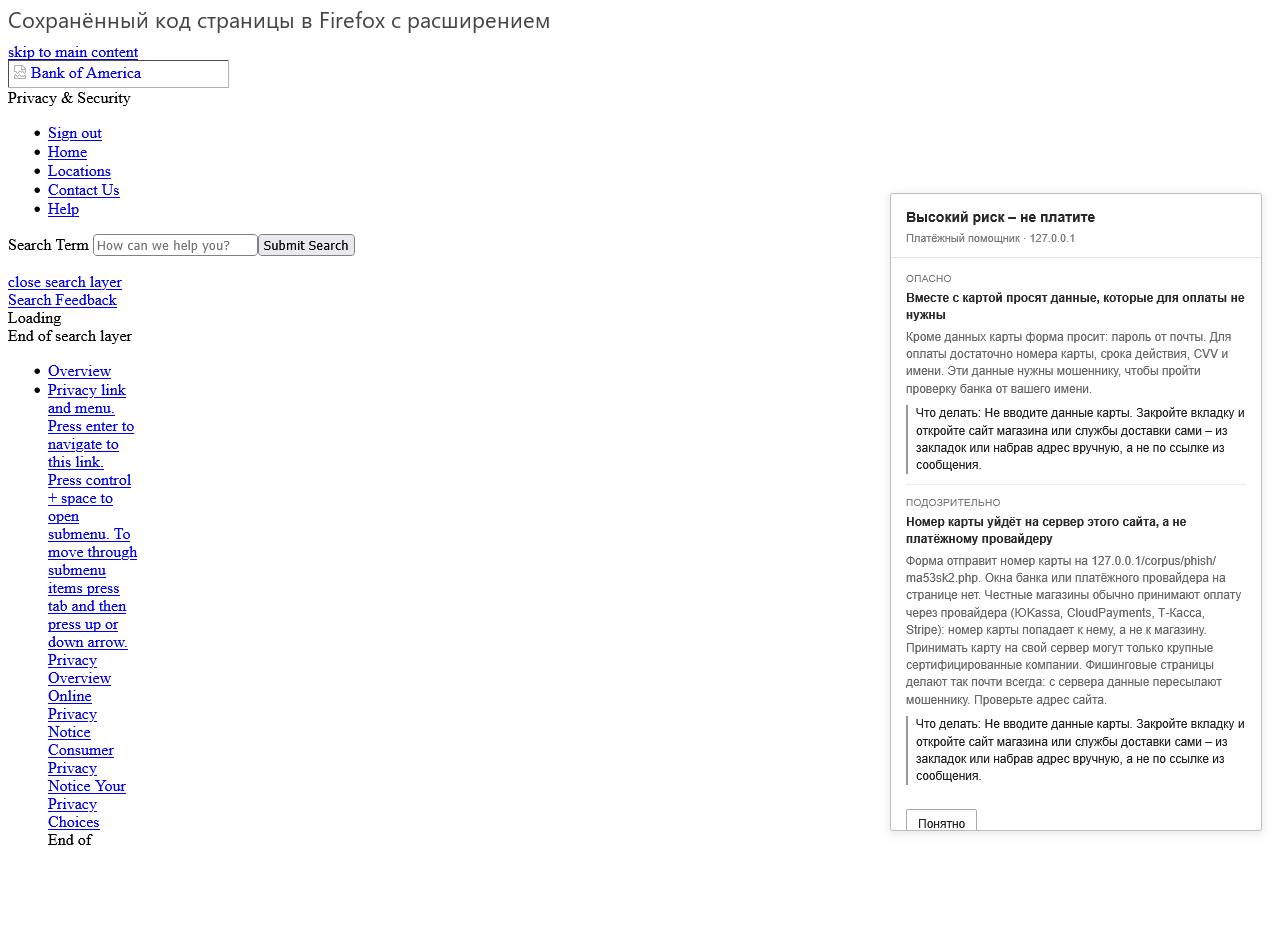 Сохранённый код страницы в Firefox с расширением
skip to main content
Bank of America
Privacy & Security
Sign out
Home
Locations
Contact Us
Help
Search Term How can we help you? Submit Search
close search layer
Search Feedback
Loading
End of search layer
Overview
Privacy link
and menu.
Press enter to
navigate to
this link.
Press control
+ space to
open
submenu. To
move through
submenu
items press
tab and then
press up or
down arrow.
Privacy
Overview
Online
Privacy
Notice
Consumer
Privacy
Notice Your
Privacy
Choices
End of
Высокий риск – не платите
Платёжный помощник · 127.0.0.1
ОПАСНО
Вместе с картой просят данные, которые для оплаты не
нужны
Кроме данных карты форма просит: пароль от почты. Для
оплаты достаточно номера карты, срока действия, CVV и
имени. Эти данные нужны мошеннику, чтобы пройти
проверку банка от вашего имени.
Что делать: Не вводите данные карты. Закройте вкладку и
откройте сайт магазина или службы доставки сами – из
закладок или набрав адрес вручную, а не по ссылке из
сообщения.
ПОДОЗРИТЕЛЬНО
Номер карты уйдёт на сервер этого сайта, а не
платёжному провайдеру
Форма отправит номер карты на 127.0.0.1/corpus/phish/
ma53sk2.php. Окна банка или платёжного провайдера на
странице нет. Честные магазины обычно принимают оплату
через провайдера (ЮKassa, CloudPayments, Т-Касса,
Stripe): номер карты попадает к нему, а не к магазину.
Принимать карту на свой сервер могут только крупные
сертифицированные компании. Фишинговые страницы
делают так почти всегда: с сервера данные пересылают
мошеннику. Проверьте адрес сайта.
Что делать: Не вводите данные карты. Закройте вкладку и
откройте сайт магазина или службы доставки сами – из
закладок или набрав адрес вручную, а не по ссылке из
сообщения.
Понятно